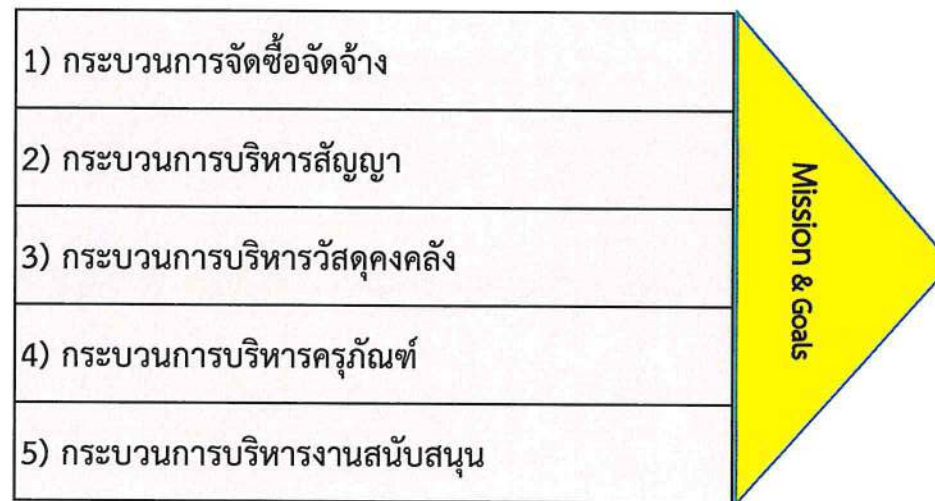 1) กระบวนการจัดซื้อจัดจ้าง
2) กระบวนการบริหารสัญญา
3) กระบวนการบริหารวัสดุคงคลัง
4) กระบวนการบริหารครุภัณฑ์
5) กระบวนการบริหารงานสนับสนุน
Mission & Goals